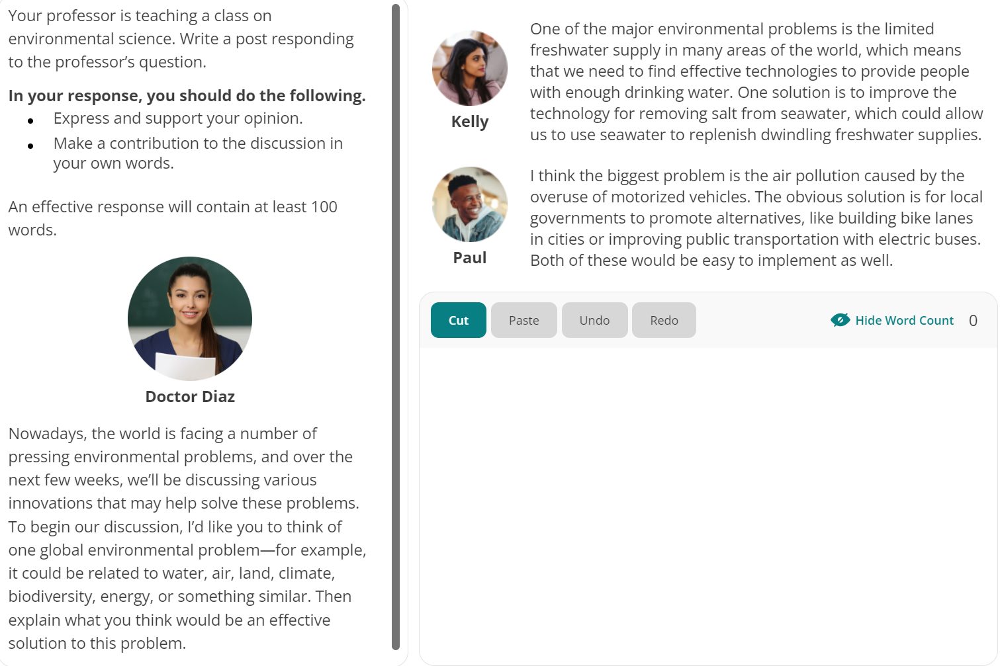 Your professor is teaching a class on
environmental science. Write a post responding
to the professor's question.
In your response, you should do the following.
• Express and support your opinion.
• Make a contribution to the discussion in
your own words.
An effective response will contain at least 100
words.
Doctor Diaz
Nowadays, the world is facing a number of
pressing environmental problems, and over the
next few weeks, we'll be discussing various
innovations that may help solve these problems.
To begin our discussion, I'd like you to think of
one global environmental problem—for example,
it could be related to water, air, land, climate,
biodiversity, energy, or something similar. Then
explain what you think would be an effective
solution to this problem.
One of the major environmental problems is the limited
freshwater supply in many areas of the world, which means
that we need to find effective technologies to provide people
with enough drinking water. One solution is to improve the
technology for removing salt from seawater, which could allow
us to use seawater to replenish dwindling freshwater supplies.
Kelly
I think the biggest problem is the air pollution caused by the
overuse of motorized vehicles. The obvious solution is for local
governments to promote alternatives, like building bike lanes
in cities or improving public transportation with electric buses.
Both of these would be easy to implement as well.
Paul
Cut Paste Undo Redo Hide Word Count 0